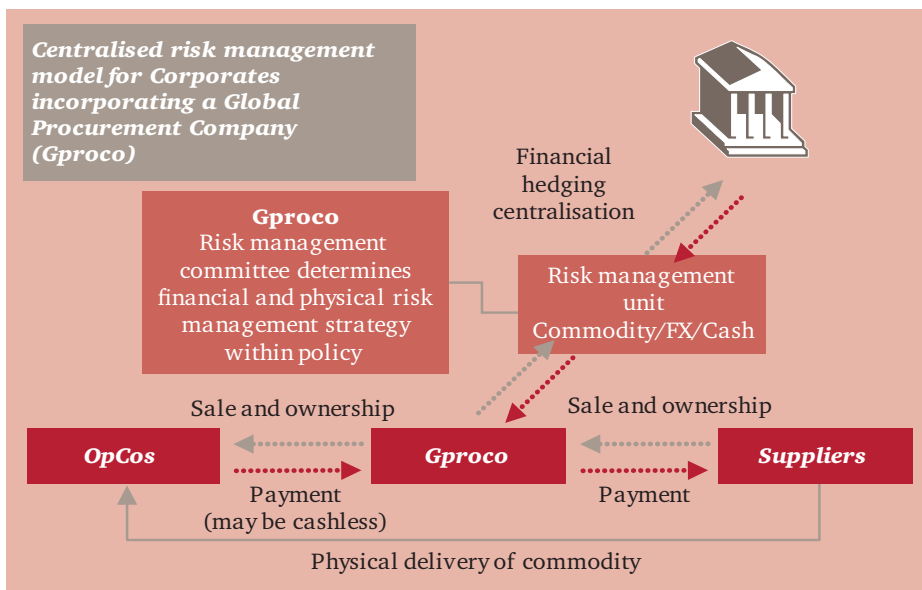 Centralised risk management
model for Corporates
incorporating a Global
Procurement Company
(Gproco)
Financial
hedging
centralisation
Gproco
Risk management
committee determines
financial and physical risk
management strategy
within policy
Risk management
unit
Commodity/FX/Cash
Sale and ownership
Sale and ownership
OpCos
Gproco
Suppliers
Payment
(may be cashless)
Payment
Physical delivery of commodity